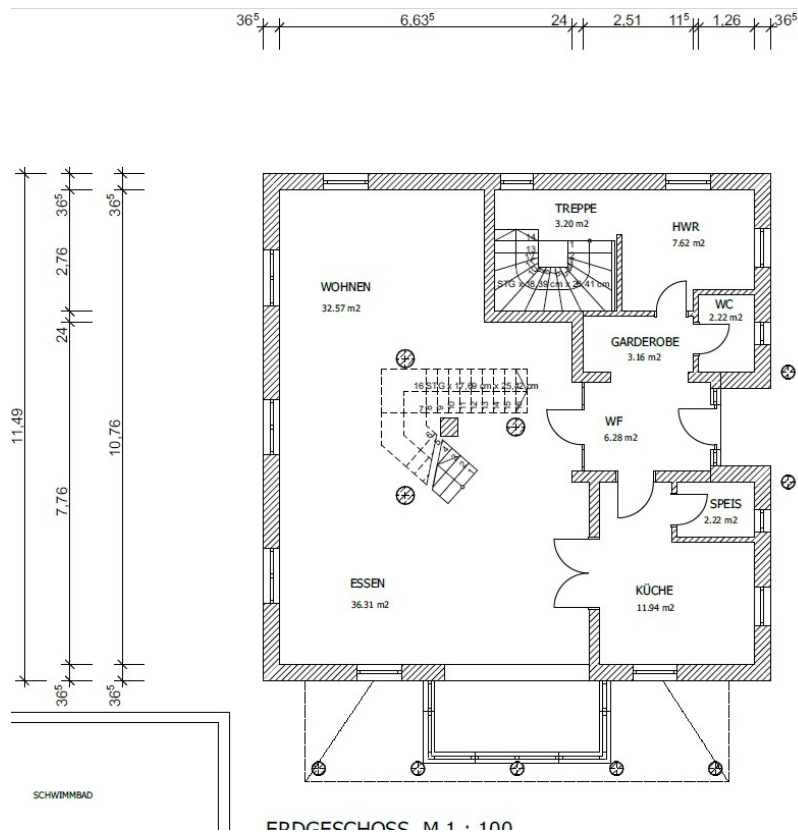 36⁵ 6,63⁵ 24 2,51 11⁵ 1,26 36⁵
36⁵ 36⁵
2,76
24
11,49
10,76
7,76
36⁵ 36⁵
TREPPE
3.20 m2
HWR
7.62 m2
WOHNEN
32.57 m2
WC
2.22 m2
GARDEROBE
3.16 m2
WF
6.28 m2
SPEIS
2.22 m2
ESSEN
36.31 m2
KÜCHE
11.94 m2
SCHWIMMBAD
ERDGESCHOSS M 1 : 100